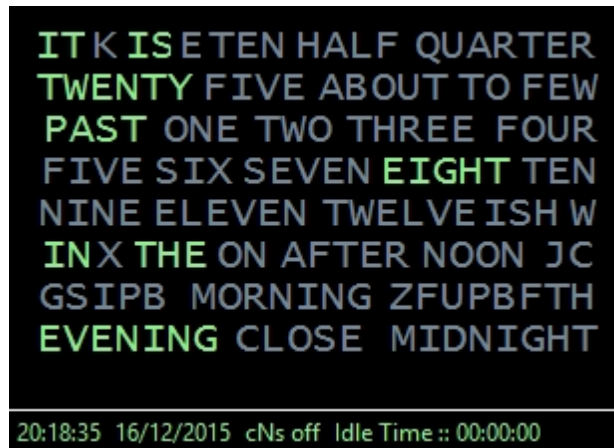 IT K IS E TEN HALF QUARTER
TWENTY FIVE ABOUT TO FEW
PAST ONE TWO THREE FOUR
FIVE SIX SEVEN EIGHT TEN
NINE ELEVEN TWELVE ISH W
IN X THE ON AFTER NOON JC
GSIPB MORNING ZFUPBFTH
EVENING CLOSE MIDNIGHT
20:18:35 16/12/2015 cNs off Idle Time :: 00:00:00